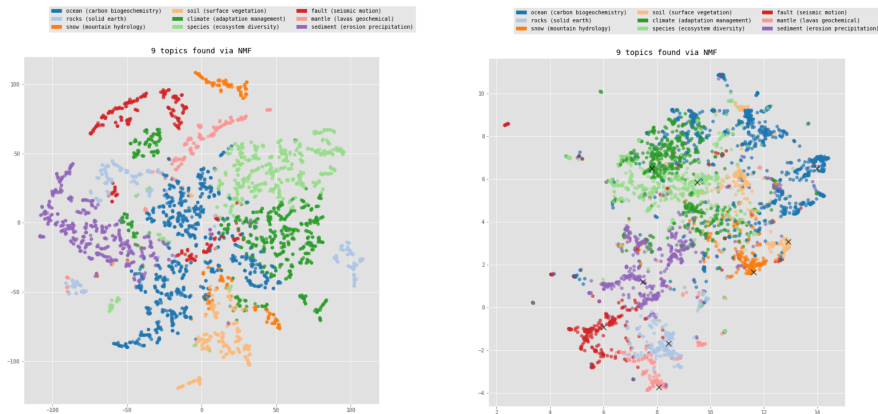 ocean (carbon biogeochemistry) soil (surface vegetation) fault (seismic motion)
rocks (solid earth) climate (adaptation management) mantle (lavas geochemical)
snow (mountain hydrology) species (ecosystem diversity) sediment (erosion precipitation)
9 topics found via NMF
100
50
0
−50
−100
−100 −50 0 50 100
ocean (carbon biogeochemistry) soil (surface vegetation) fault (seismic motion)
rocks (solid earth) climate (adaptation management) mantle (lavas geochemical)
snow (mountain hydrology) species (ecosystem diversity) sediment (erosion precipitation)
9 topics found via NMF
10
8
6
4
2
0
−2
−4
2 4 6 8 10 12 14